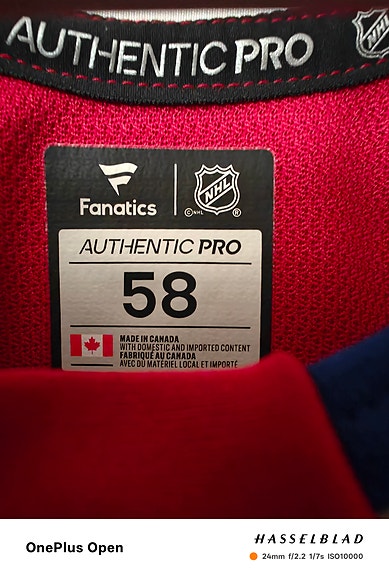 AUTHENTIC PRO
NHL
Fanatics
NHL
©NHL ®
AUTHENTIC PRO
58
MADE IN CANADA
WITH DOMESTIC AND IMPORTED CONTENT
FABRIQUÉ AU CANADA
AVEC DU MATÉRIEL LOCAL ET IMPORTÉ
OnePlus Open
HASSELBLAD
24mm f/2.2 1/7s ISO10000